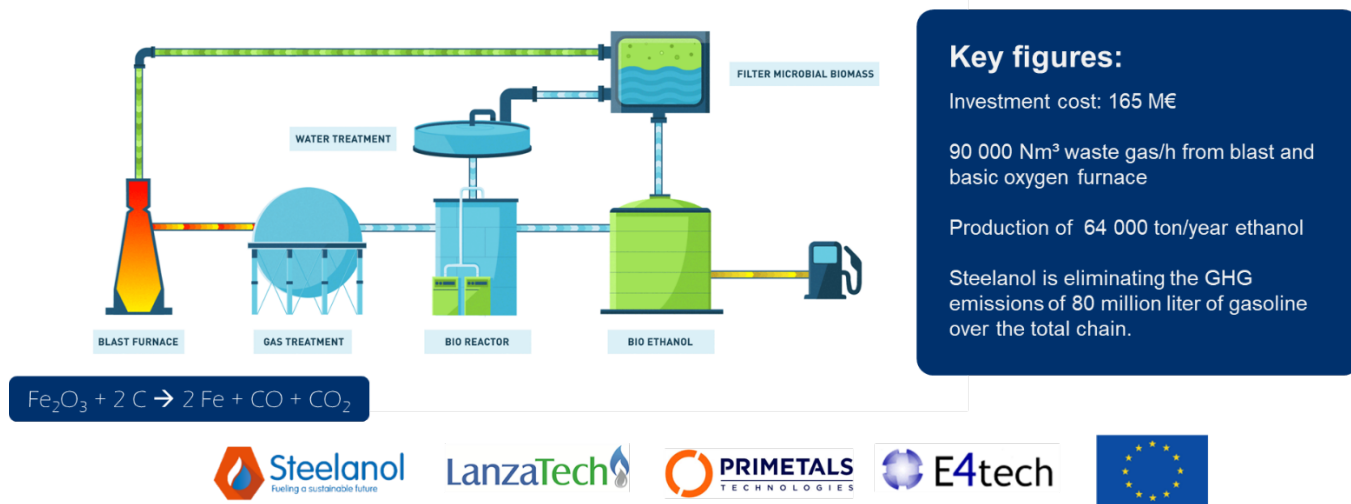 FILTER MICROBIAL BIOMASS
WATER TREATMENT
BLAST FURNACE
GAS TREATMENT
BIO REACTOR
BIO ETHANOL
Fe₂O₃ + 2 C → 2 Fe + CO + CO₂
Key figures:
Investment cost: 165 M€
90 000 Nm³ waste gas/h from blast and
basic oxygen furnace
Production of 64 000 ton/year ethanol
Steelanol is eliminating the GHG
emissions of 80 million liter of gasoline
over the total chain.
Steelanol
Fueling a sustainable future
LanzaTech
PRIMETALS
TECHNOLOGIES
E4tech